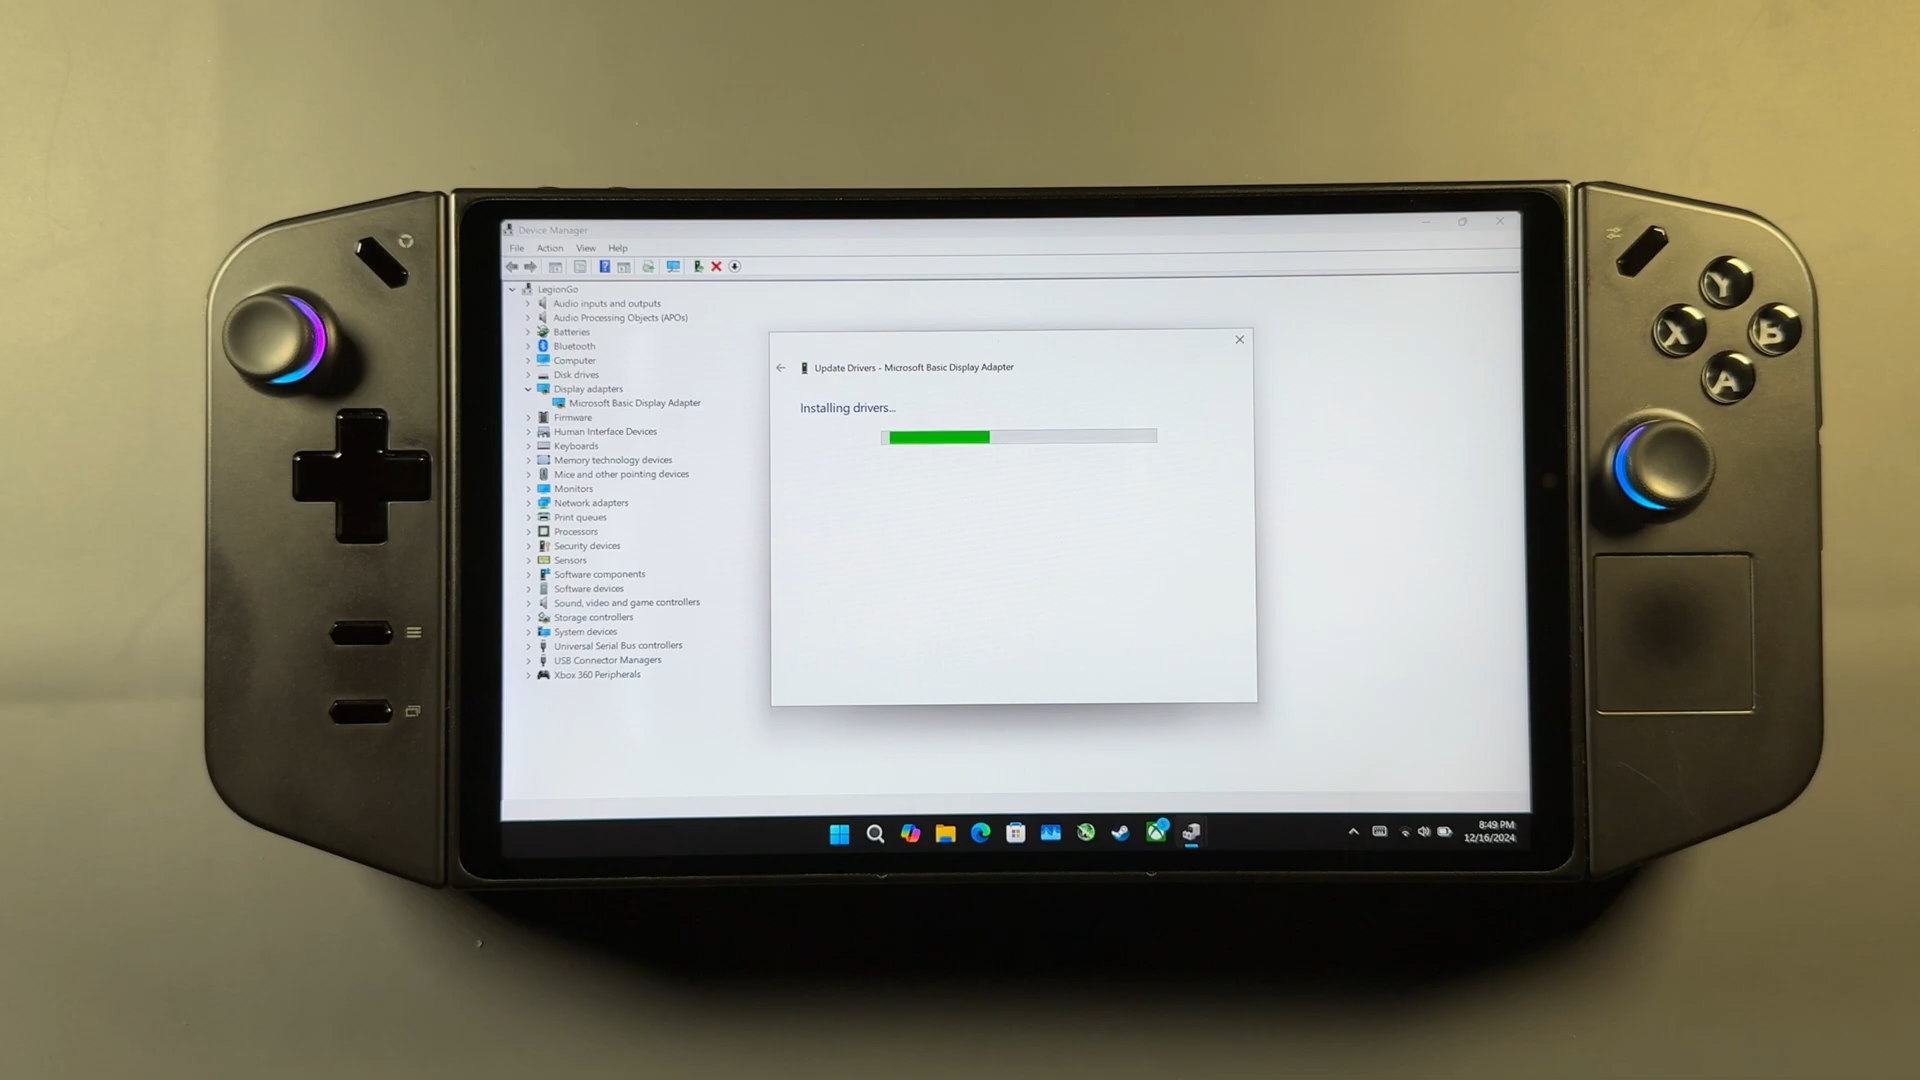 Device Manager
File Action View Help
LegionGo
Audio inputs and outputs
Audio Processing Objects (APOs)
Batteries
Bluetooth
Computer
Disk drives
Display adapters
Microsoft Basic Display Adapter
Firmware
Human Interface Devices
Keyboards
Memory technology devices
Mice and other pointing devices
Monitors
Network adapters
Print queues
Processors
Security devices
Sensors
Software components
Software devices
Sound, video and game controllers
Storage controllers
System devices
Universal Serial Bus controllers
USB Connector Managers
Xbox 360 Peripherals
Update Drivers - Microsoft Basic Display Adapter
Installing drivers...
8:49 PM
12/16/2024
Y
X
B
A